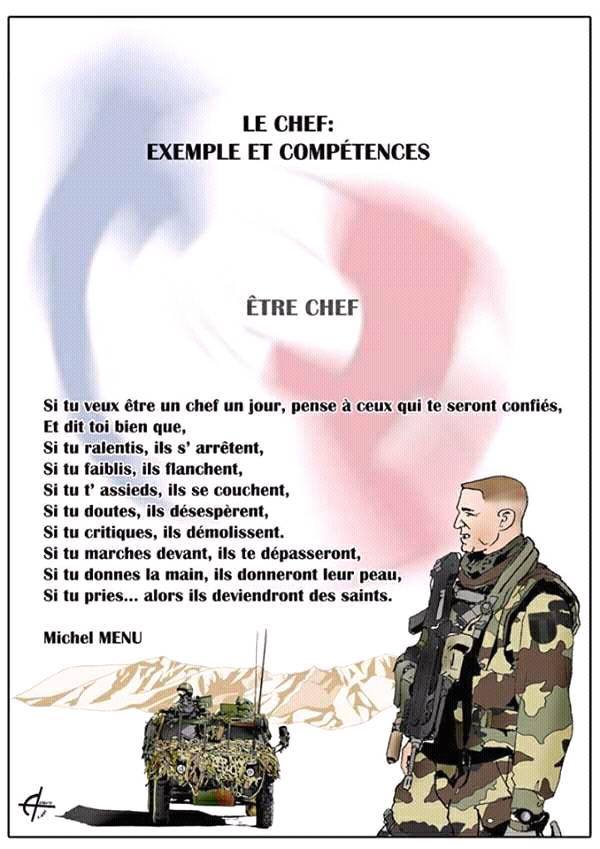 LE CHEF:
EXEMPLE ET COMPÉTENCES
ÊTRE CHEF
Si tu veux être un chef un jour, pense à ceux qui te seront confiés,
Et dit toi bien que,
Si tu ralentis, ils s’ arrêtent,
Si tu faiblis, ils flanchent,
Si tu t’ assieds, ils se couchent,
Si tu doutes, ils désespèrent,
Si tu critiques, ils démolissent.
Si tu marches devant, ils te dépasseront,
Si tu donnes la main, ils donneront leur peau,
Si tu pries... alors ils deviendront des saints.
Michel MENU